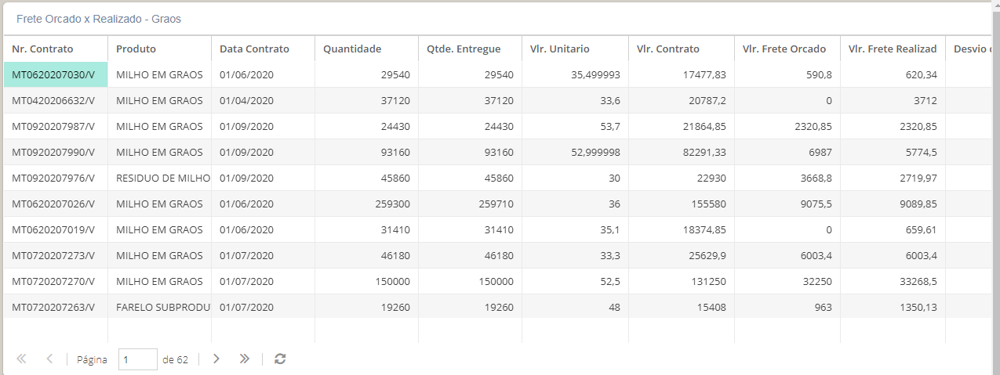 Frete Orcado x Realizado - Graos
Nr. Contrato Produto Data Contrato Quantidade Qtde. Entregue Vlr. Unitario Vlr. Contrato Vlr. Frete Orcado Vlr. Frete Realizad Desvio
MT0620207030/V MILHO EM GRAOS 01/06/2020 29540 29540 35,499993 17477,83 590,8 620,34
MT0420206632/V MILHO EM GRAOS 01/04/2020 37120 37120 33,6 20787,2 0 3712
MT0920207987/V MILHO EM GRAOS 01/09/2020 24430 24430 53,7 21864,85 2320,85 2320,85
MT0920207990/V MILHO EM GRAOS 01/09/2020 93160 93160 52,999998 82291,33 6987 5774,5
MT0920207976/V RESIDUO DE MILHO 01/09/2020 45860 45860 30 22930 3668,8 2719,97
MT0620207026/V MILHO EM GRAOS 01/06/2020 259300 259710 36 155580 9075,5 9089,85
MT0620207019/V MILHO EM GRAOS 01/06/2020 31410 31410 35,1 18374,85 0 659,61
MT0720207273/V MILHO EM GRAOS 01/07/2020 46180 46180 33,3 25629,9 6003,4 6003,4
MT0720207270/V MILHO EM GRAOS 01/07/2020 150000 150000 52,5 131250 32250 33268,5
MT0720207263/V FARELO SUBPRODU 01/07/2020 19260 19260 48 15408 963 1350,13
Página 1 de 62